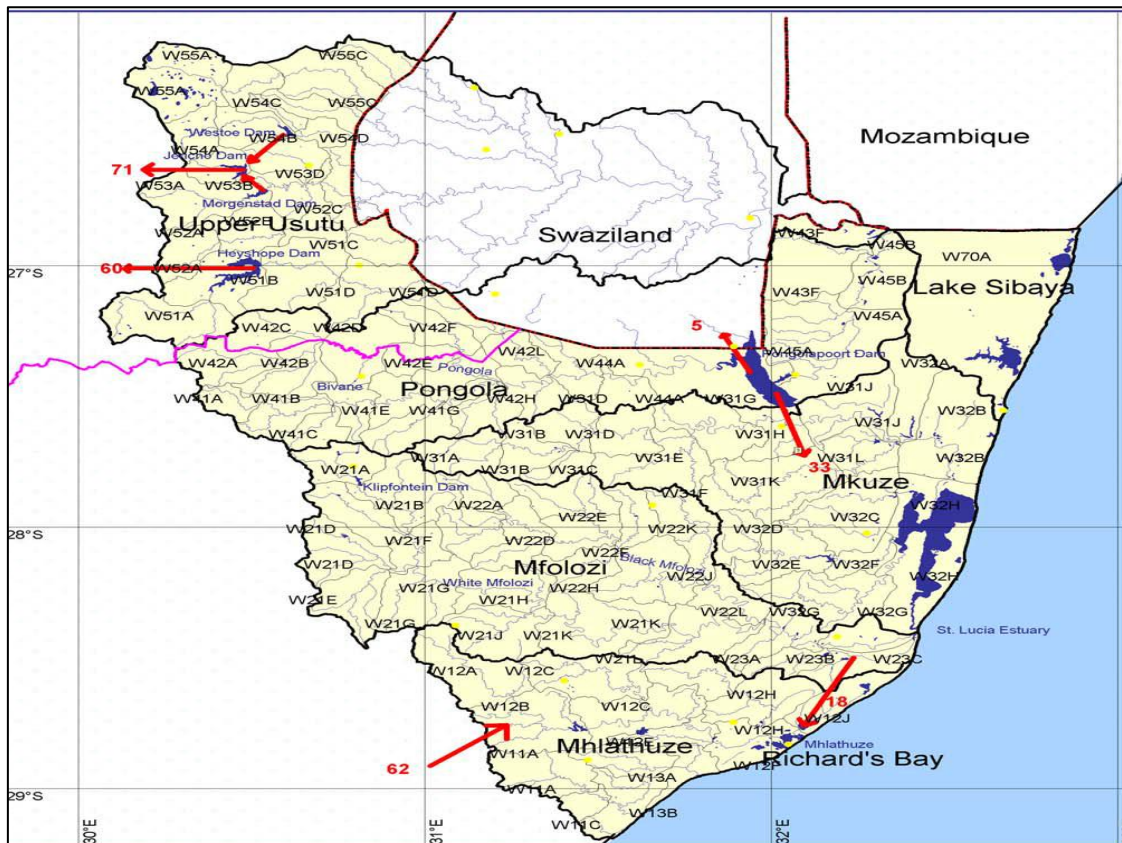 W55A
W55C
W55A
W54C
W55C
Mozambique
Westoe Dam
W54B
W54D
W54A
Jericho Dam
71
W53D
W53A
W53B
Morgenstad Dam
W52C
W52B
Upper Usutu
W52A
Swaziland
W43F
W45B
W51C
Heyshope Dam
W70A
27°S
60
W52A
W51B
W45B
Lake Sibaya
W51D
W43F
W51A
W45A
W42C
W42D
W42F
5
W42L
W45A
W42A
W42B
W42E
Pongola
W44A
W32A
Bivane
Pongola
W31J
W41A
W41B
W42H
W31D
W44A
W31G
W41E
W41G
W32B
W41C
W31B
W31D
W31H
W31J
W21A
W31A
W31B
W31C
W31E
W31L
33
W32B
Klipfontein Dam
W31F
W31K
Mkuze
W21B
W22A
W22E
W32H
W21D
W21F
W22D
W22K
W32D
W32C
28°S
W21D
W22F
Black Mfolozi
W32E
W32F
Mfolozi
W22J
W32H
W21G
White Mfolozi
W22H
W21E
W21H
W22L
W32G
W32G
W21G
W21J
W21K
W21K
St. Lucia Estuary
W12A
W12C
W23A
W23B
W23C
W12H
W12B
W12C
18
W12J
W12H
W11A
Mhlathuze
Mhlathuze
62
Richard's Bay
W13A
29°S
W11A
W13B
W11C
30°E
31°E
32°E